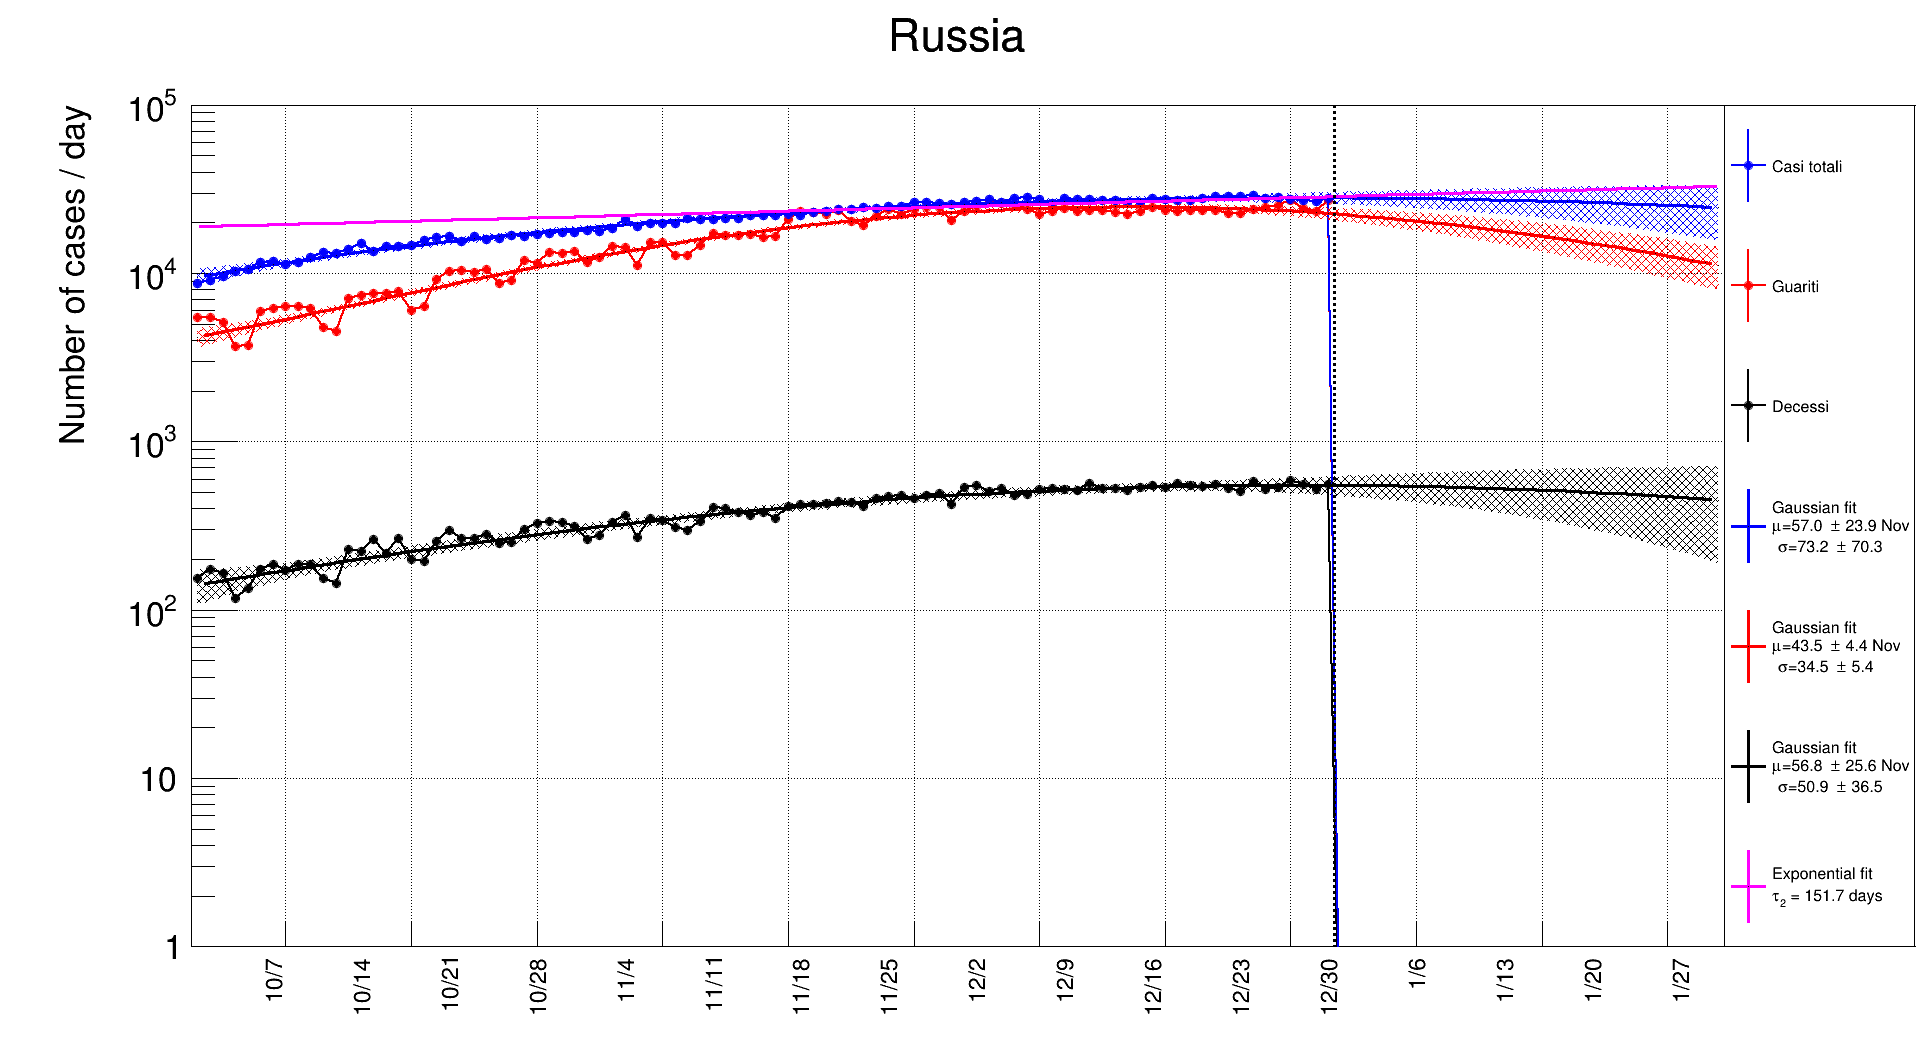 Russia
Number of cases / day
10^5
10^4
10^3
10^2
10
1
10/7
10/14
10/21
10/28
11/4
11/11
11/18
11/25
12/2
12/9
12/16
12/23
12/30
1/6
1/13
1/20
1/27
Casi totali
Guariti
Decessi
Gaussian fit
μ=57.0 ± 23.9 Nov
σ=73.2 ± 70.3
Gaussian fit
μ=43.5 ± 4.4 Nov
σ=34.5 ± 5.4
Gaussian fit
μ=56.8 ± 25.6 Nov
σ=50.9 ± 36.5
Exponential fit
τ₂ = 151.7 days